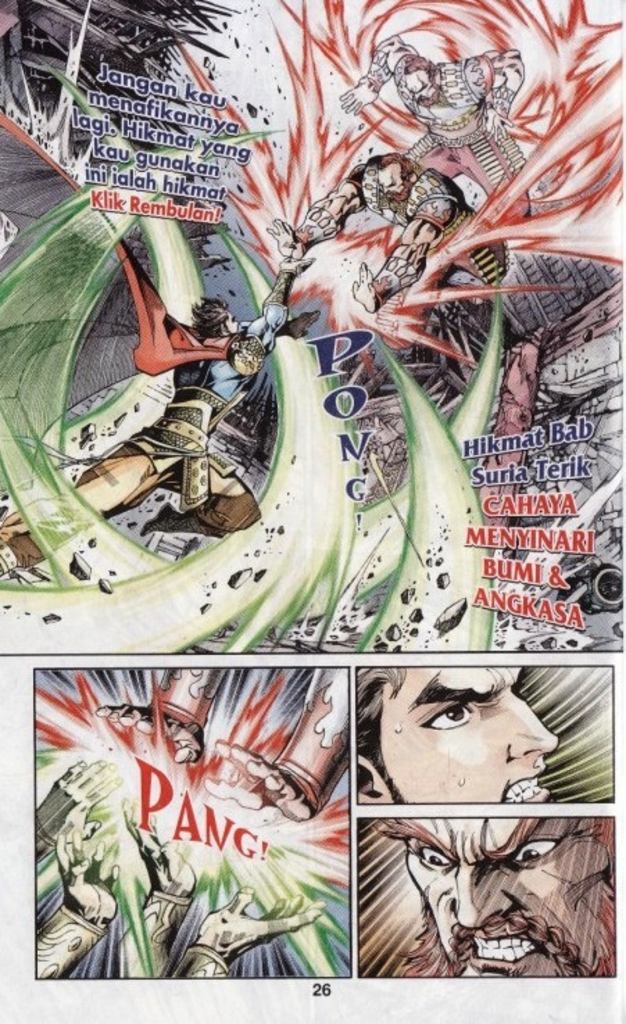 Jangan kau
menafikannya
lagi. Hikmat yang
kau gunakan
ini ialah hikmat
Klik Rembulan!
PONG!
Hikmat Bab
Suria Terik
CAHAYA
MENYINARI
BUMI &
ANGKASA
PANG!
26